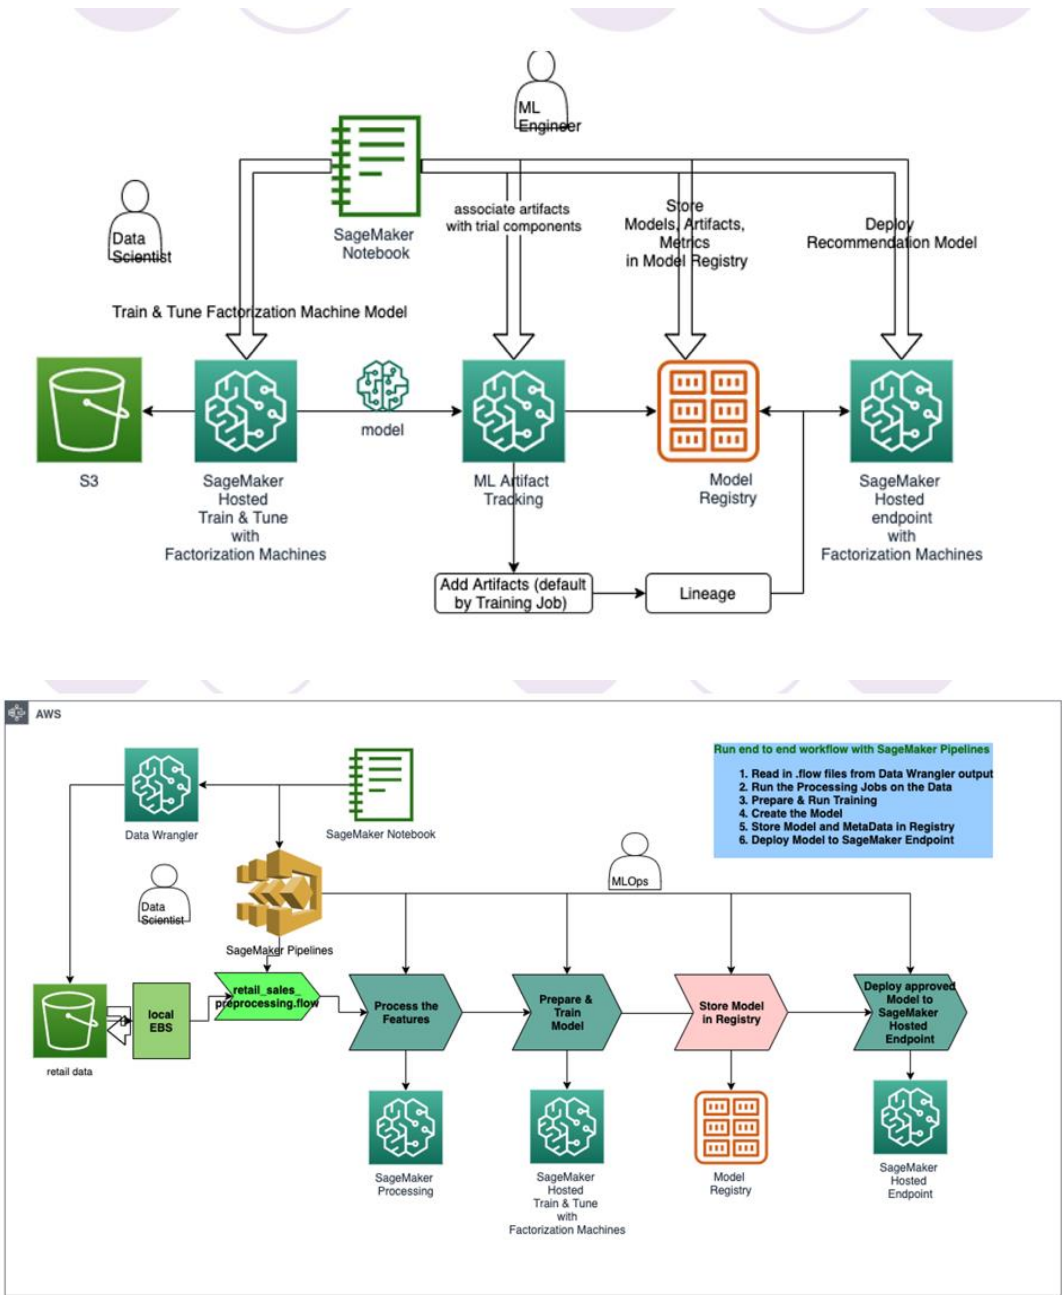 ML
Engineer
Data
Scientist
SageMaker
Notebook
associate artifacts
with trial components
Store
Models, Artifacts,
Metrics
in Model Registry
Deploy
Recommendation Model
Train & Tune Factorization Machine Model
model
S3
SageMaker
Hosted
Train & Tune
with
Factorization Machines
ML Artifact
Tracking
Model
Registry
SageMaker
Hosted
endpoint
with
Factorization Machines
Add Artifacts (default
by Training Job)
Lineage
AWS
Run end to end workflow with SageMaker Pipelines
1. Read in .flow files from Data Wrangler output
2. Run the Processing Jobs on the Data
3. Prepare & Run Training
4. Create the Model
5. Store Model and MetaData in Registry
6. Deploy Model to SageMaker Endpoint
Data Wrangler
SageMaker Notebook
MLOps
Data
Scientist
SageMaker Pipelines
retail data
local
EBS
retail_sales_
preprocessing.flow
Process the
Features
Prepare &
Train
Model
Store Model
in Registry
Deploy approved
Model to
SageMaker
Hosted
Endpoint
SageMaker
Processing
SageMaker
Hosted
Train & Tune
with
Factorization Machines
Model
Registry
SageMaker
Hosted
Endpoint